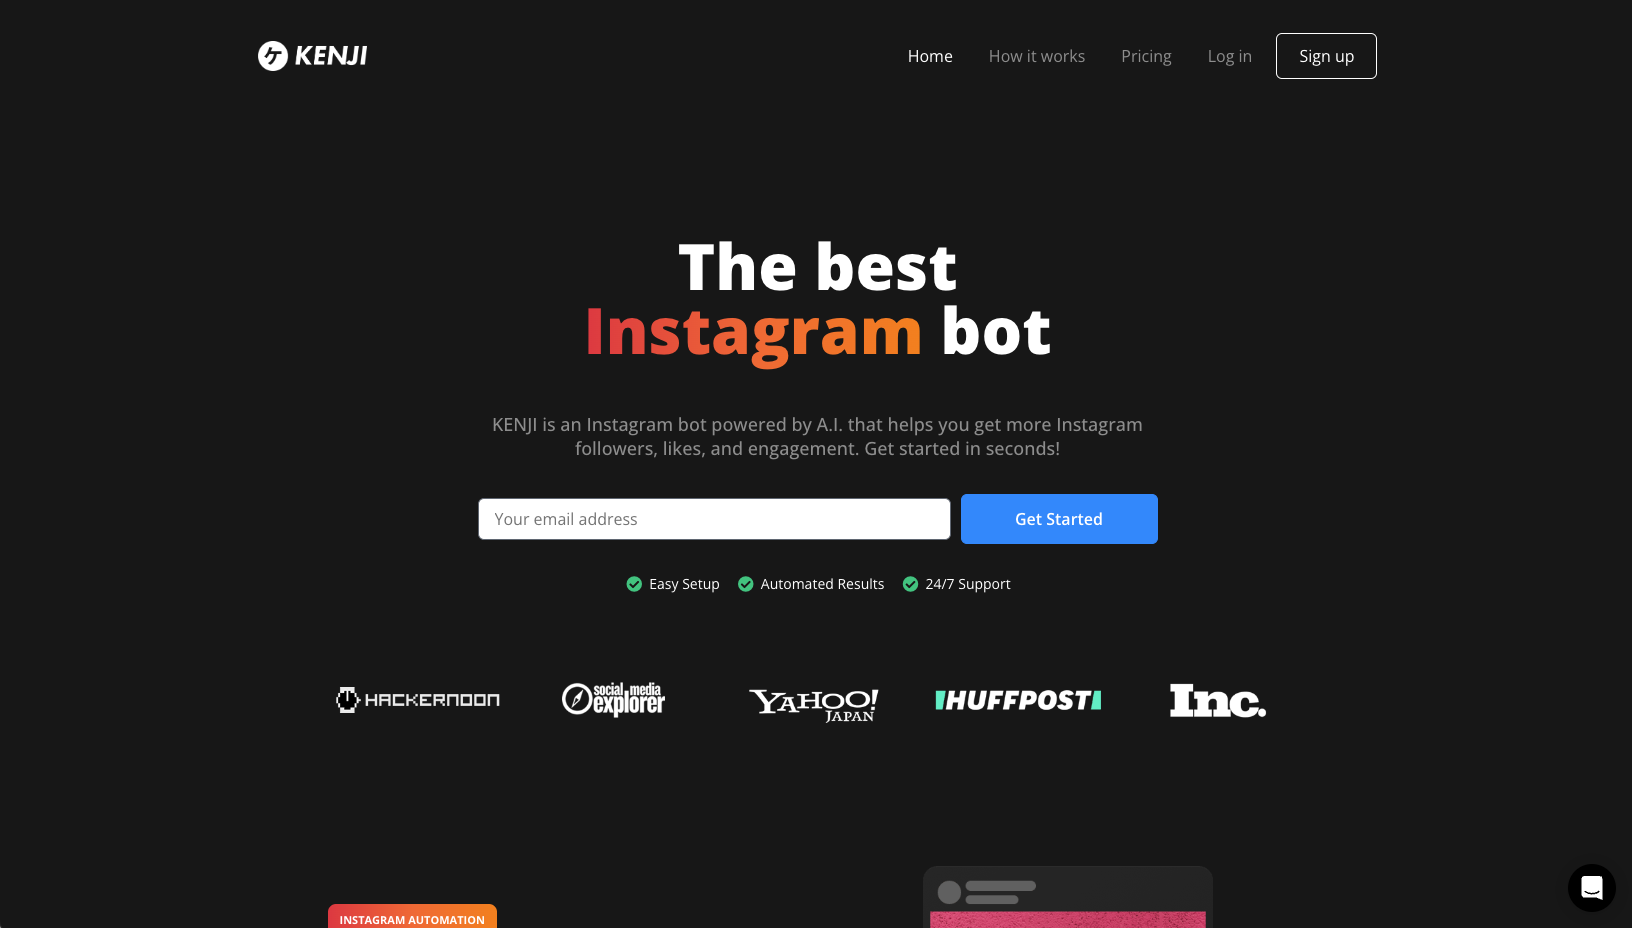 ケ KENJI
Home
How it works
Pricing
Log in
Sign up
The best
Instagram bot
KENJI is an Instagram bot powered by A.I. that helps you get more Instagram
followers, likes, and engagement. Get started in seconds!
Your email address
Get Started
Easy Setup
Automated Results
24/7 Support
HACKERNOON
social media
explorer
YAHOO!
JAPAN
HUFFPOST
Inc.
INSTAGRAM AUTOMATION